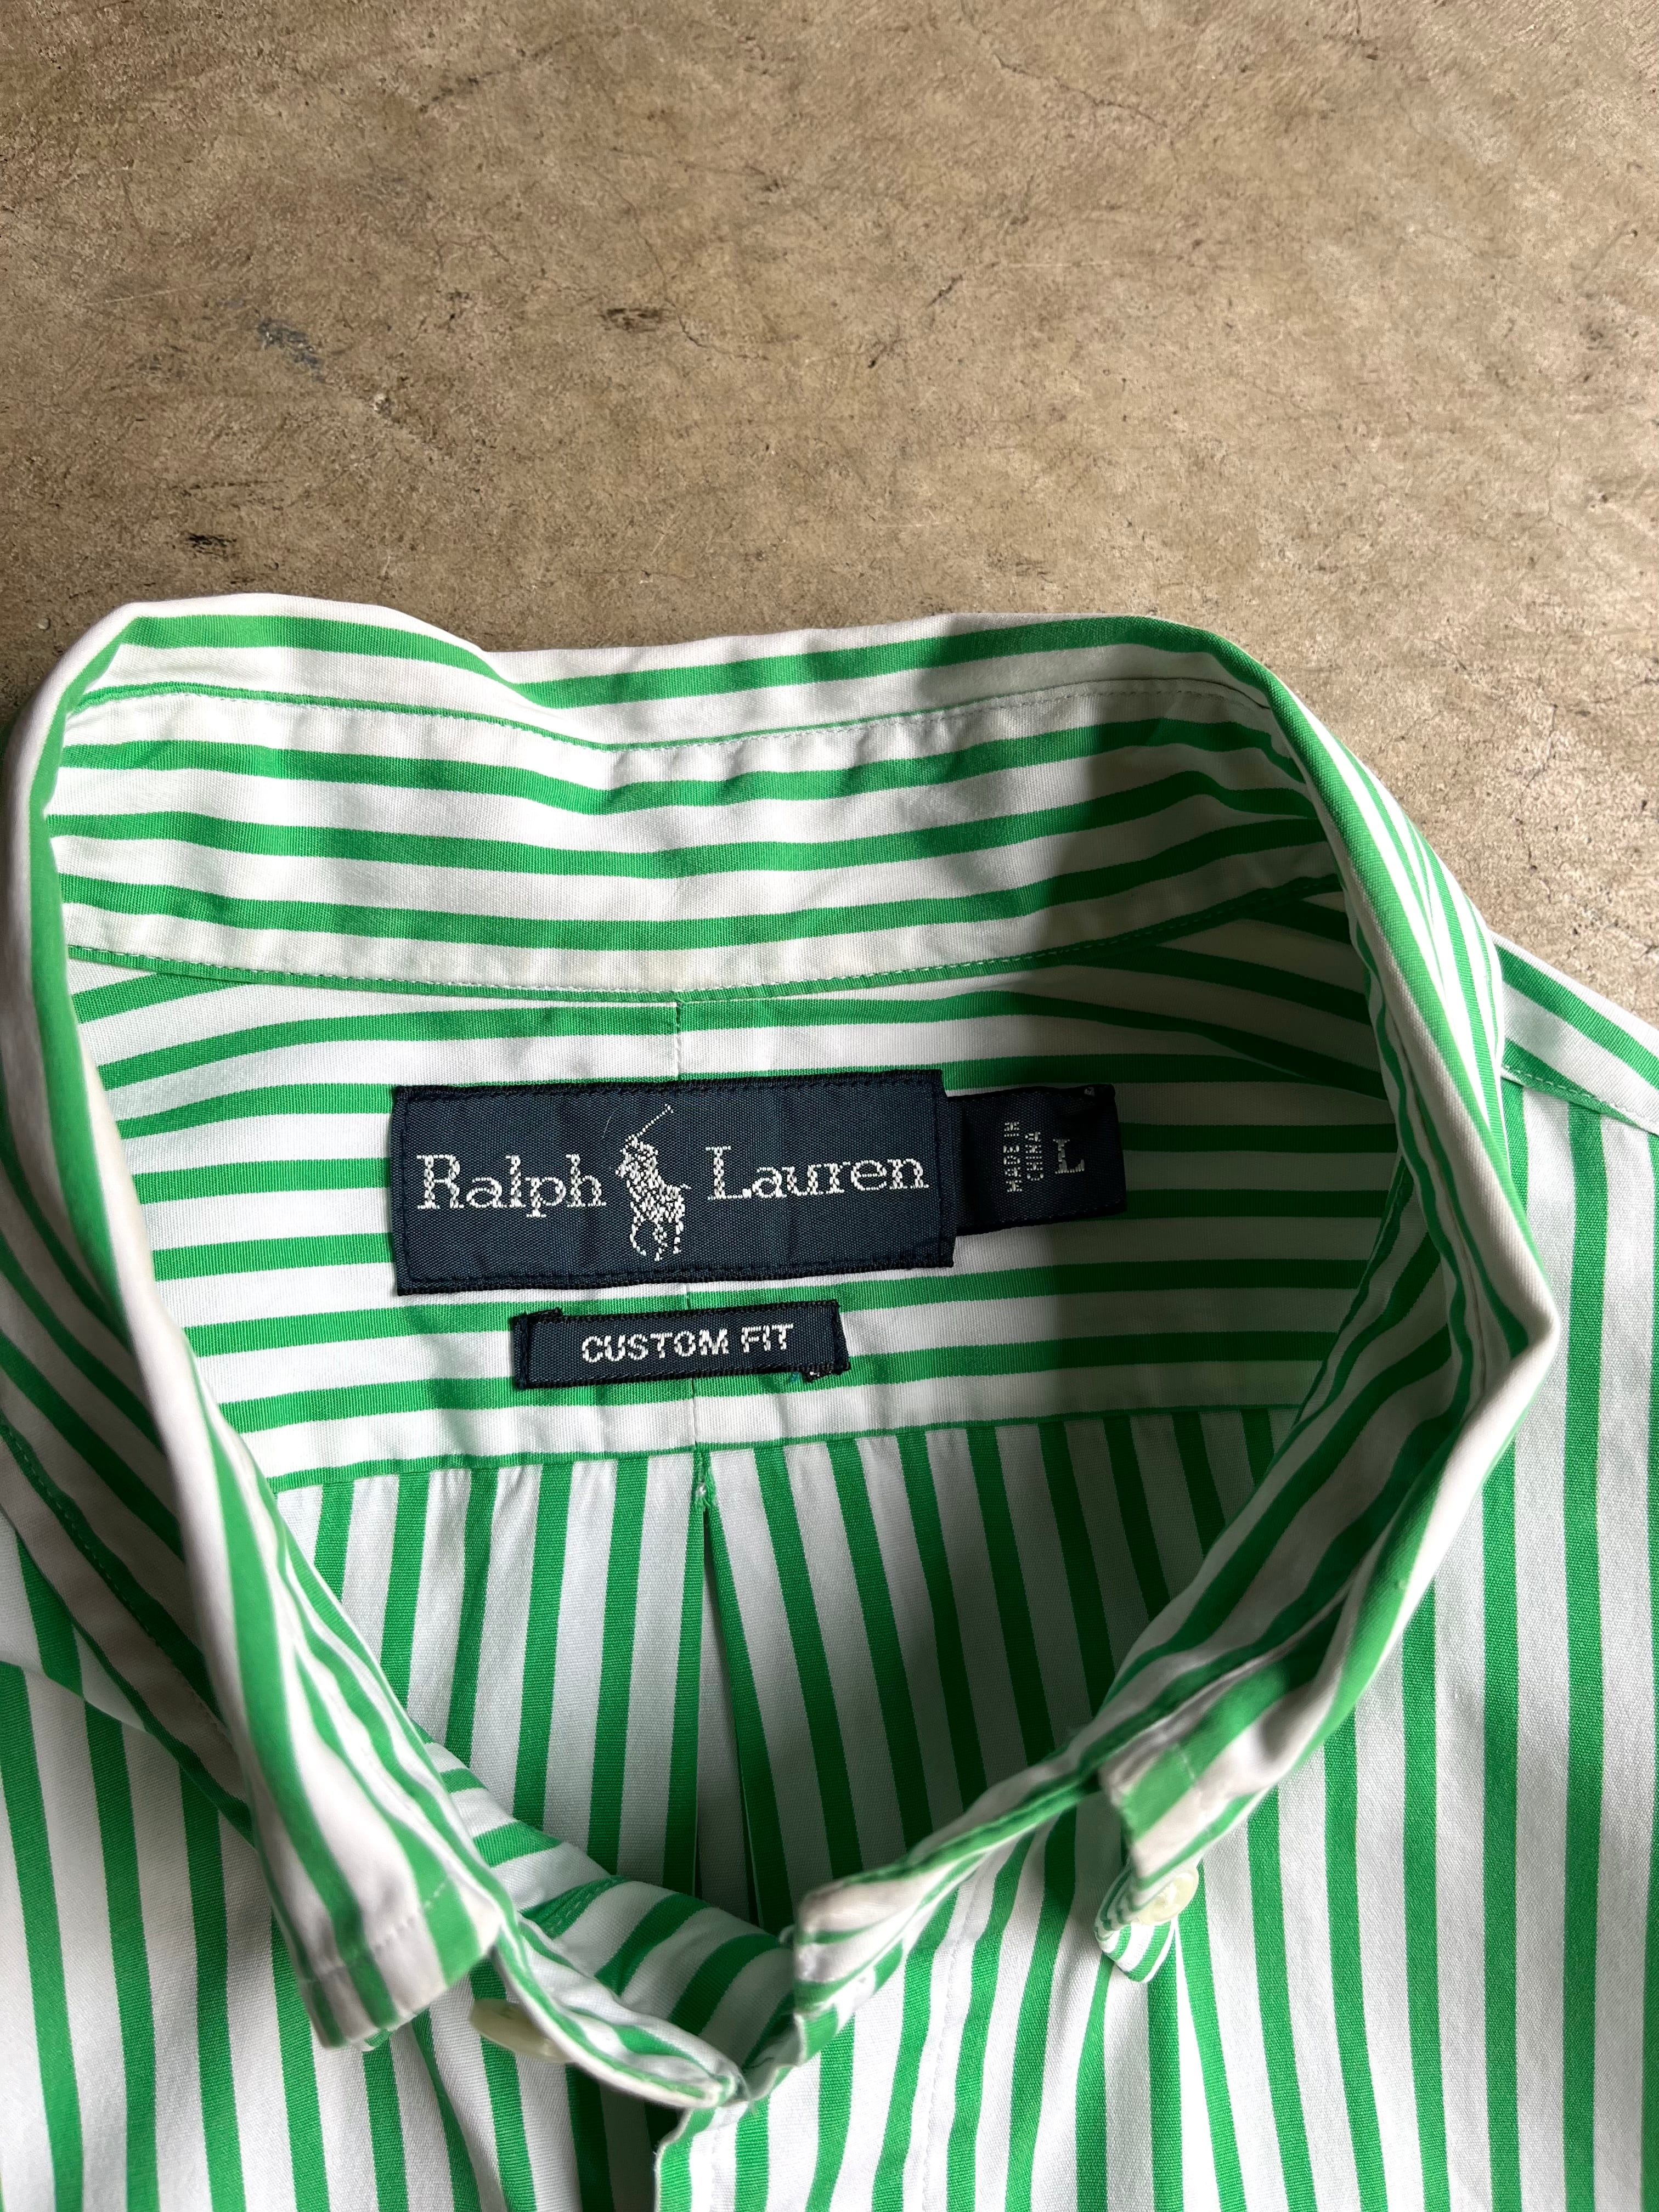 Ralph Lauren
MADE IN
CHINA
L
CUSTOM FIT